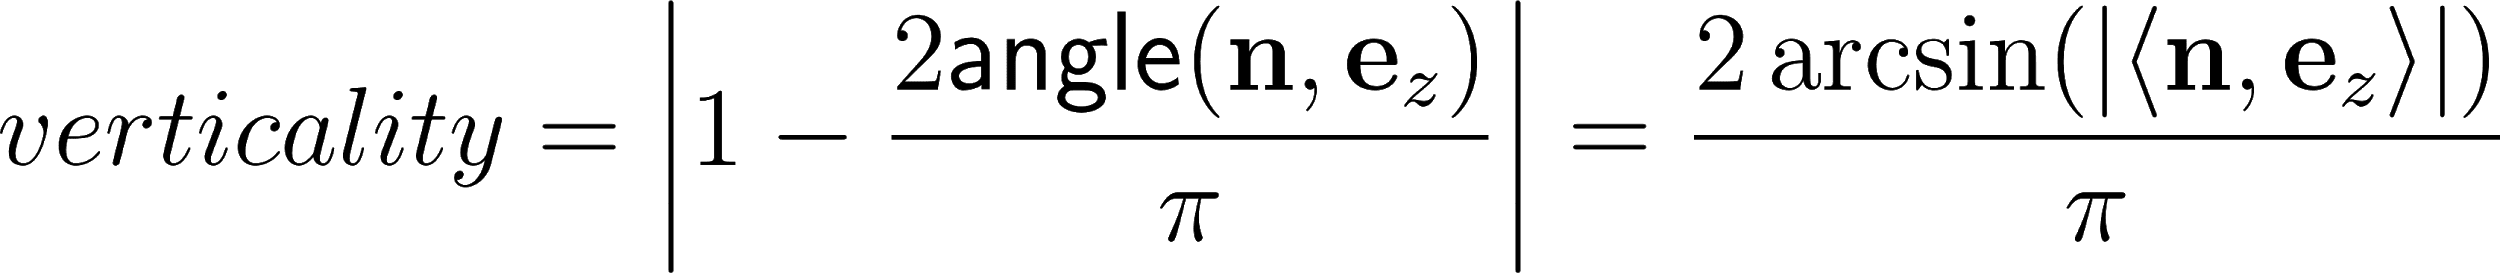 verticality = |1 − 2angle(n, e_z) / π| = 2 arcsin(|⟨n, e_z⟩|) / π